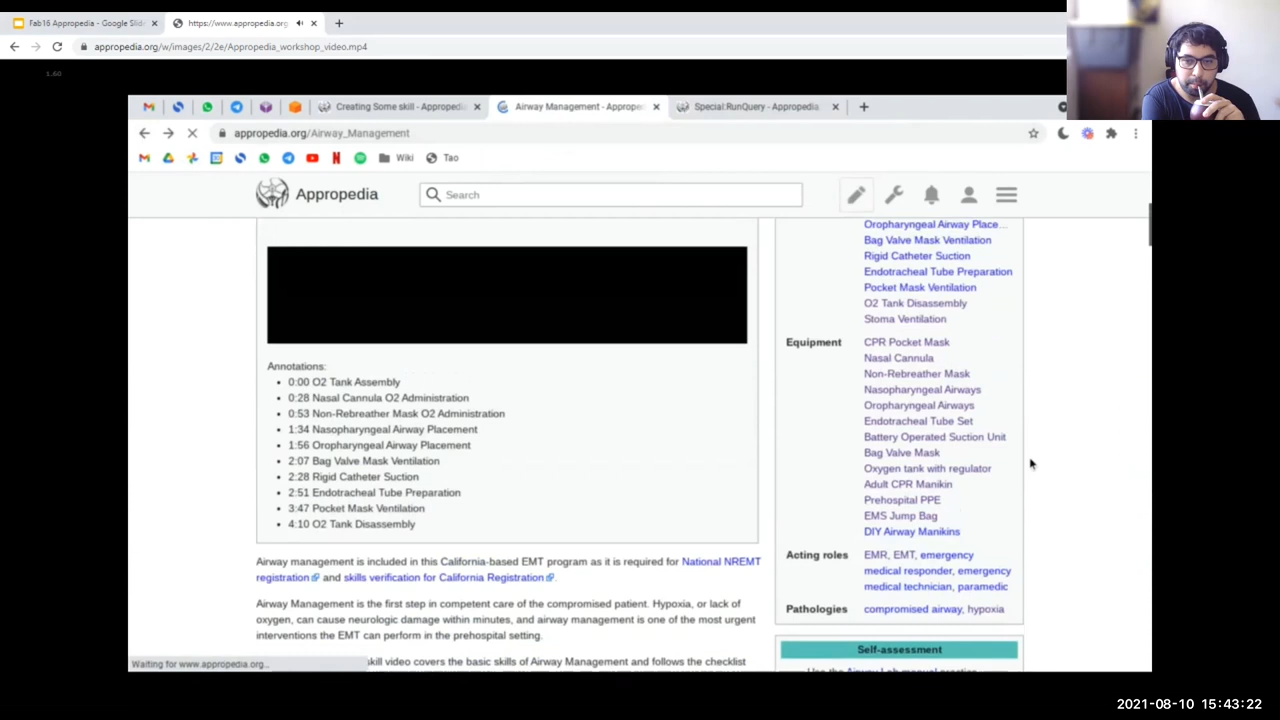 Fab16 Appropedia - Google Slid
https://www.appropedia.org
appropedia.org/w/images/2/2e/Appropedia_workshop_video.mp4
1.60
Creating Some skill - Appropedia
Airway Management - Approped
Special:RunQuery - Appropedia
appropedia.org/Airway_Management
Wiki
Tao
Appropedia
Search
Annotations:
0:00 O2 Tank Assembly
0:28 Nasal Cannula O2 Administration
0:53 Non-Rebreather Mask O2 Administration
1:34 Nasopharyngeal Airway Placement
1:56 Oropharyngeal Airway Placement
2:07 Bag Valve Mask Ventilation
2:28 Rigid Catheter Suction
2:51 Endotracheal Tube Preparation
3:47 Pocket Mask Ventilation
4:10 O2 Tank Disassembly
Airway management is included in this California-based EMT program as it is required for National NREMT
registration and skills verification for California Registration.
Airway Management is the first step in competent care of the compromised patient. Hypoxia, or lack of
oxygen, can cause neurologic damage within minutes, and airway management is one of the most urgent
interventions the EMT can perform in the prehospital setting.
skill video covers the basic skills of Airway Management and follows the checklist
Waiting for www.appropedia.org...
Oropharyngeal Airway Place...
Bag Valve Mask Ventilation
Rigid Catheter Suction
Endotracheal Tube Preparation
Pocket Mask Ventilation
O2 Tank Disassembly
Stoma Ventilation
Equipment
CPR Pocket Mask
Nasal Cannula
Non-Rebreather Mask
Nasopharyngeal Airways
Oropharyngeal Airways
Endotracheal Tube Set
Battery Operated Suction Unit
Bag Valve Mask
Oxygen tank with regulator
Adult CPR Manikin
Prehospital PPE
EMS Jump Bag
DIY Airway Manikins
Acting roles
EMR, EMT, emergency
medical responder, emergency
medical technician, paramedic
Pathologies
compromised airway, hypoxia
Self-assessment
Use the Airway Lab manual practice
2021-08-10 15:43:22